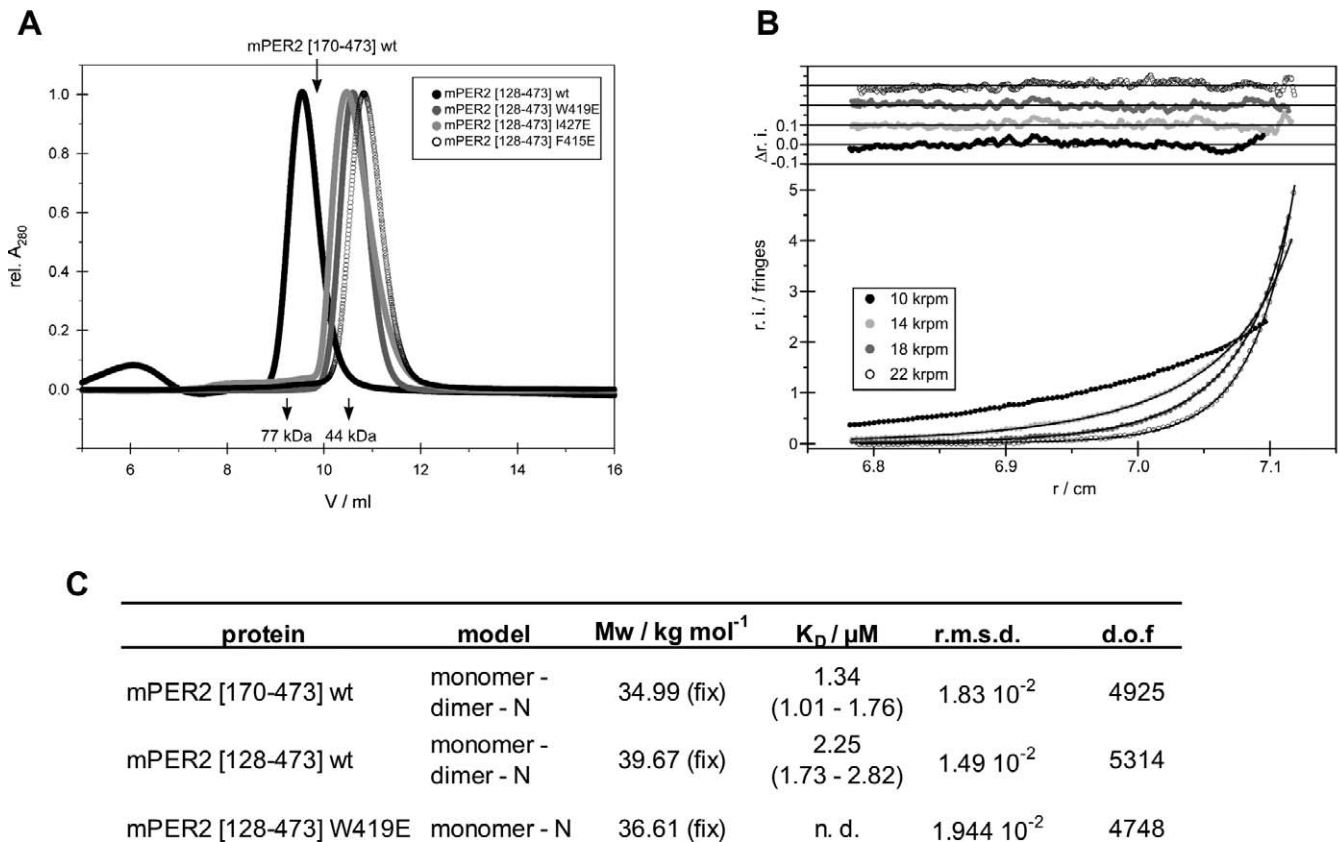 A
mPER2 [170-473] wt
mPER2 [128-473] wt
mPER2 [128-473] W419E
mPER2 [128-473] I427E
mPER2 [128-473] F415E
1.0
0.8
0.6
0.4
0.2
0.0
rel. A280
77 kDa 44 kDa
6 8 10 12 14 16
V / ml
B
0.1
0.0
-0.1
Δr. i.
5
4
3
2
1
0
r. i. / fringes
10 krpm
14 krpm
18 krpm
22 krpm
6.8 6.9 7.0 7.1
r / cm
C
protein model Mw / kg mol-1 KD / µM r.m.s.d. d.o.f
mPER2 [170-473] wt monomer - dimer - N 34.99 (fix) 1.34 (1.01 - 1.76) 1.83 10-2 4925
mPER2 [128-473] wt monomer - dimer - N 39.67 (fix) 2.25 (1.73 - 2.82) 1.49 10-2 5314
mPER2 [128-473] W419E monomer - N 36.61 (fix) n. d. 1.944 10-2 4748